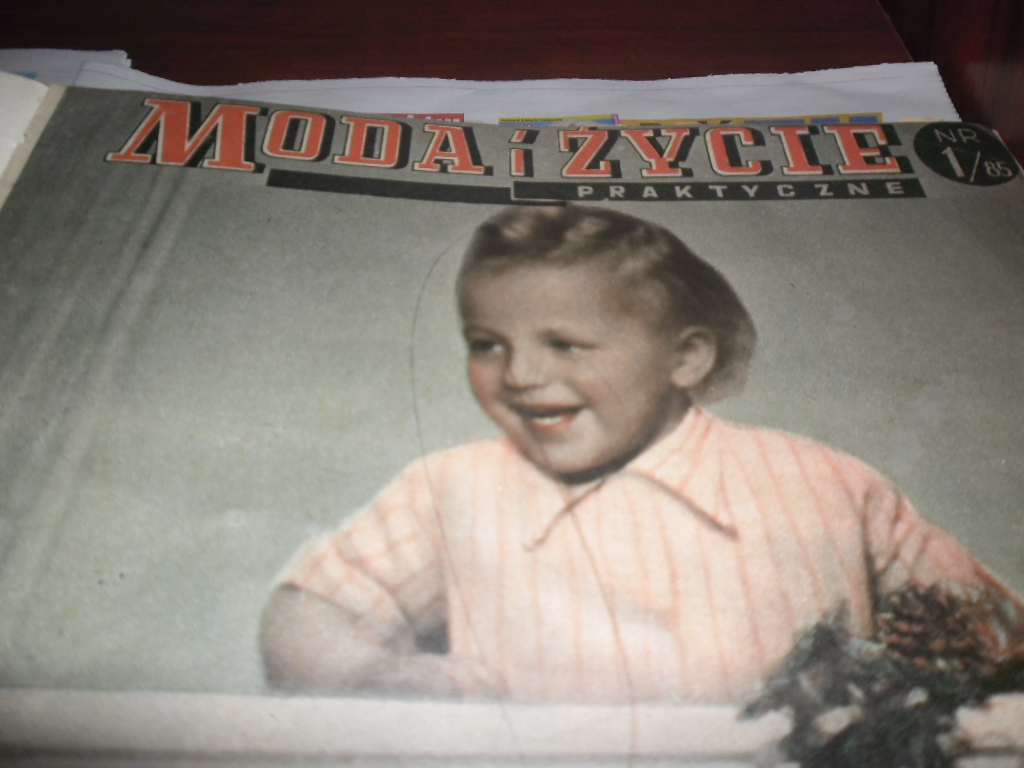 MODA i ŻYCIE
PRAKTYCZNE
NR
1/85